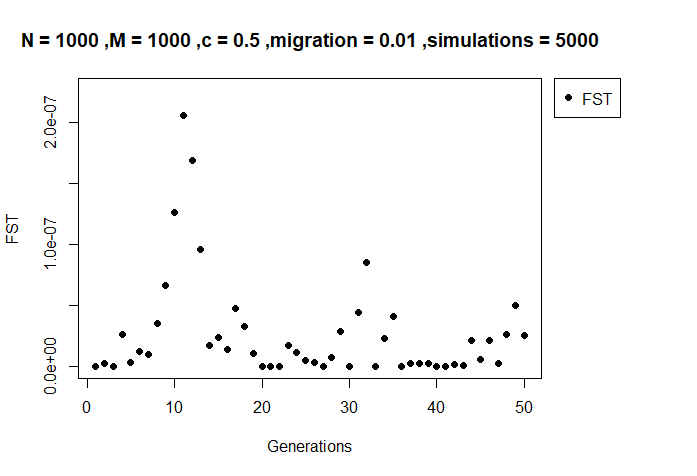 N = 1000 ,M = 1000 ,c = 0.5 ,migration = 0.01 ,simulations = 5000
FST
2.0e-07
1.0e-07
0.0e+00
FST
0 10 20 30 40 50
Generations